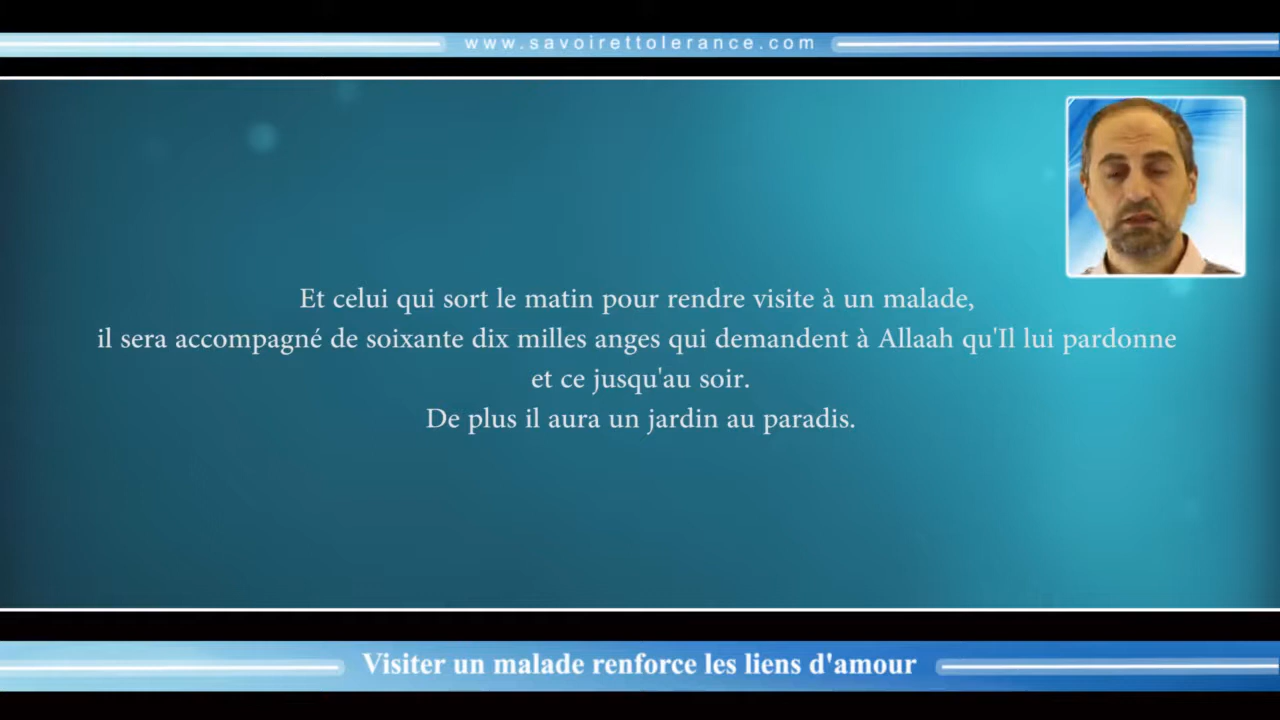 www.savoirettolerance.com
Et celui qui sort le matin pour rendre visite à un malade,
il sera accompagné de soixante dix milles anges qui demandent à Allaah qu'Il lui pardonne
et ce jusqu'au soir.
De plus il aura un jardin au paradis.
Visiter un malade renforce les liens d'amour